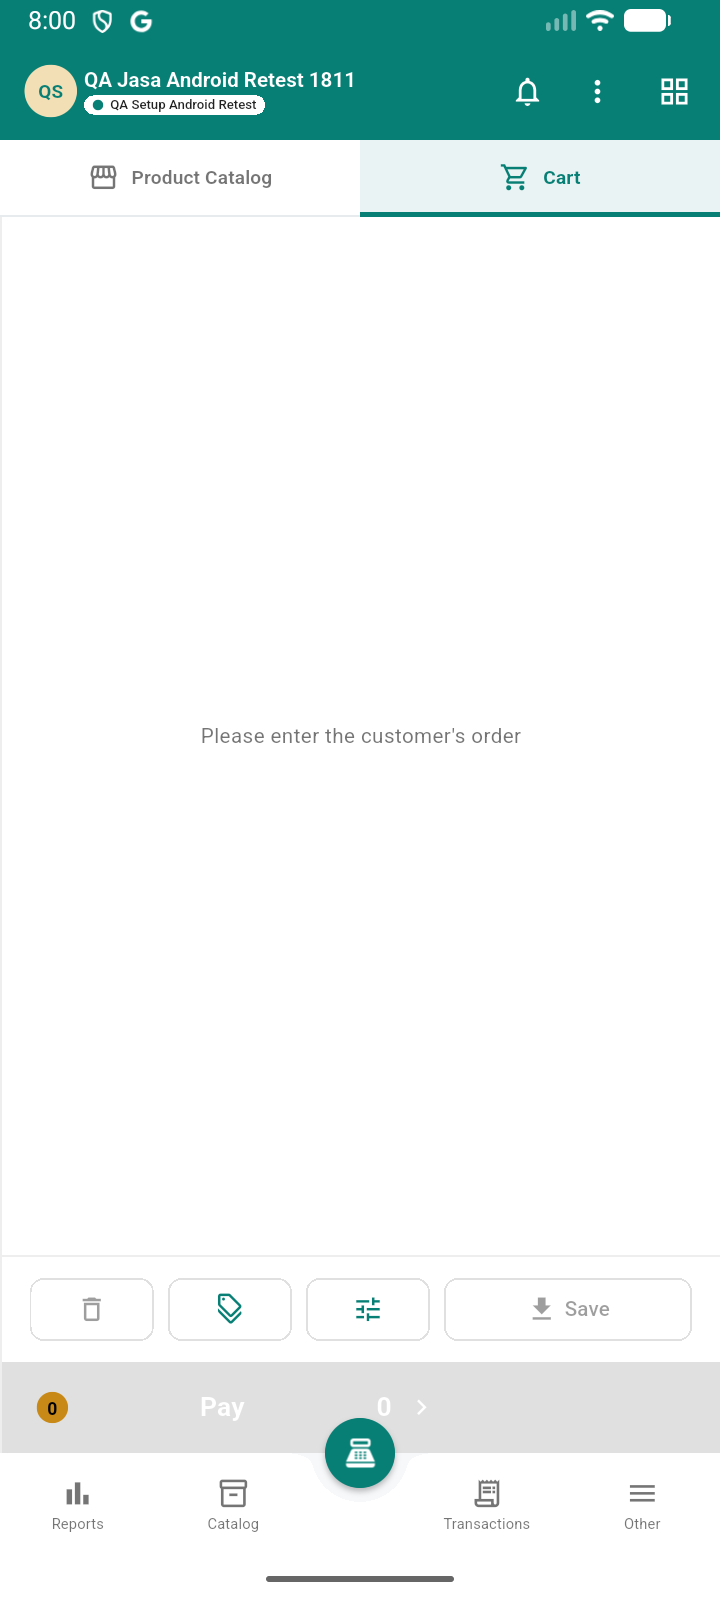 8:00
QS
QA Jasa Android Retest 1811
QA Setup Android Retest
Product Catalog
Cart
Please enter the customer's order
Save
0
Pay
0
Reports
Catalog
Transactions
Other